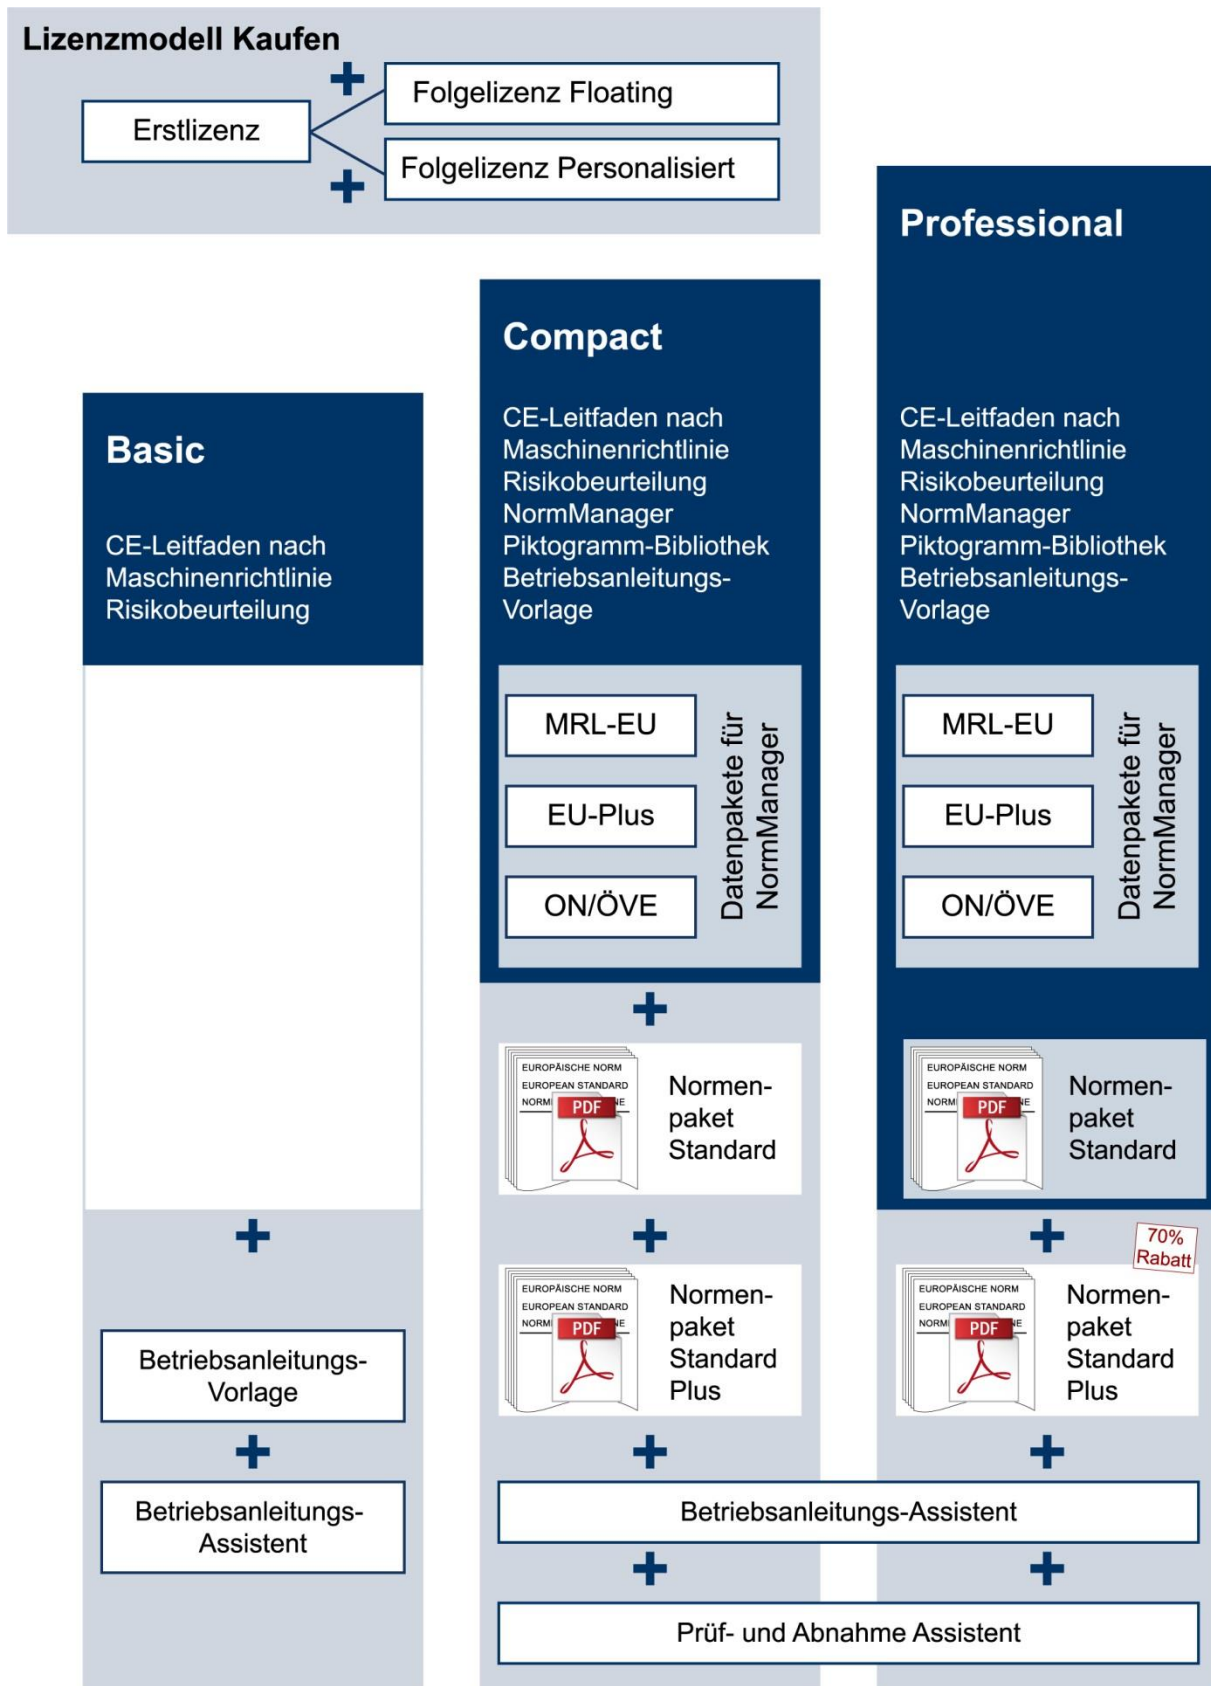 Lizenzmodell Kaufen
Erstlizenz
Folgelizenz Floating
Folgelizenz Personalisiert
Basic
CE-Leitfaden nach
Maschinenrichtlinie
Risikobeurteilung
Betriebsanleitungs-
Vorlage
Betriebsanleitungs-
Assistent
Compact
CE-Leitfaden nach
Maschinenrichtlinie
Risikobeurteilung
NormManager
Piktogramm-Bibliothek
Betriebsanleitungs-
Vorlage
MRL-EU
EU-Plus
ON/ÖVE
Datenpakete für
NormManager
EUROPÄISCHE NORM
EUROPEAN STANDARD
PDF
Normen-
paket
Standard
EUROPÄISCHE NORM
EUROPEAN STANDARD
PDF
Normen-
paket
Standard
Plus
Professional
CE-Leitfaden nach
Maschinenrichtlinie
Risikobeurteilung
NormManager
Piktogramm-Bibliothek
Betriebsanleitungs-
Vorlage
MRL-EU
EU-Plus
ON/ÖVE
Datenpakete für
NormManager
EUROPÄISCHE NORM
EUROPEAN STANDARD
PDF
Normen-
paket
Standard
70%
Rabatt
EUROPÄISCHE NORM
EUROPEAN STANDARD
PDF
Normen-
paket
Standard
Plus
Betriebsanleitungs-Assistent
Prüf- und Abnahme Assistent